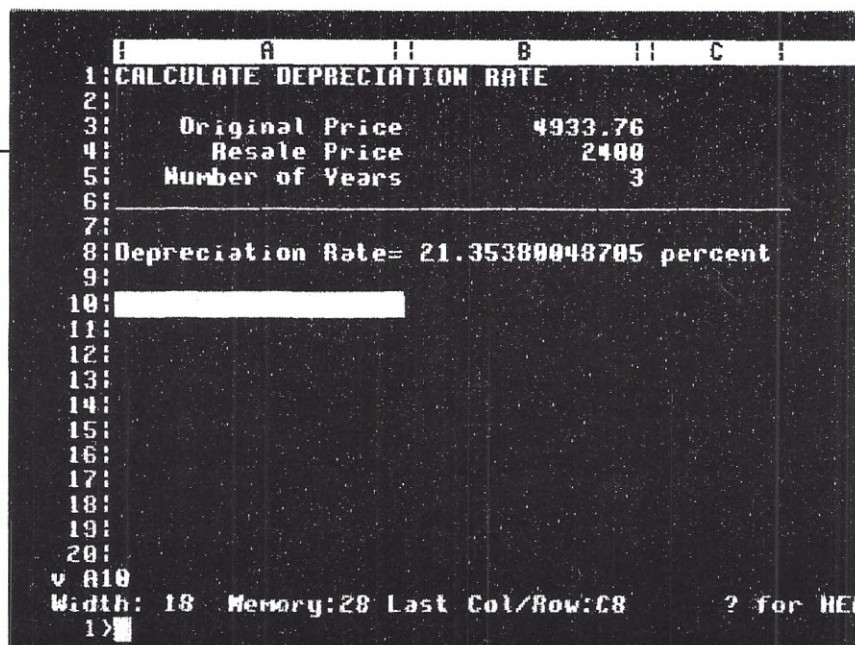 | A || B || C |
1|CALCULATE DEPRECIATION RATE
2|
3| Original Price 4933.76
4| Resale Price 2400
5| Number of Years 3
6|
7|
8|Depreciation Rate= 21.35380048705 percent
9|
10|
11|
12|
13|
14|
15|
16|
17|
18|
19|
20|
v A10
Width: 18 Memory:28 Last Col/Row:C8 ? for HEL
1>